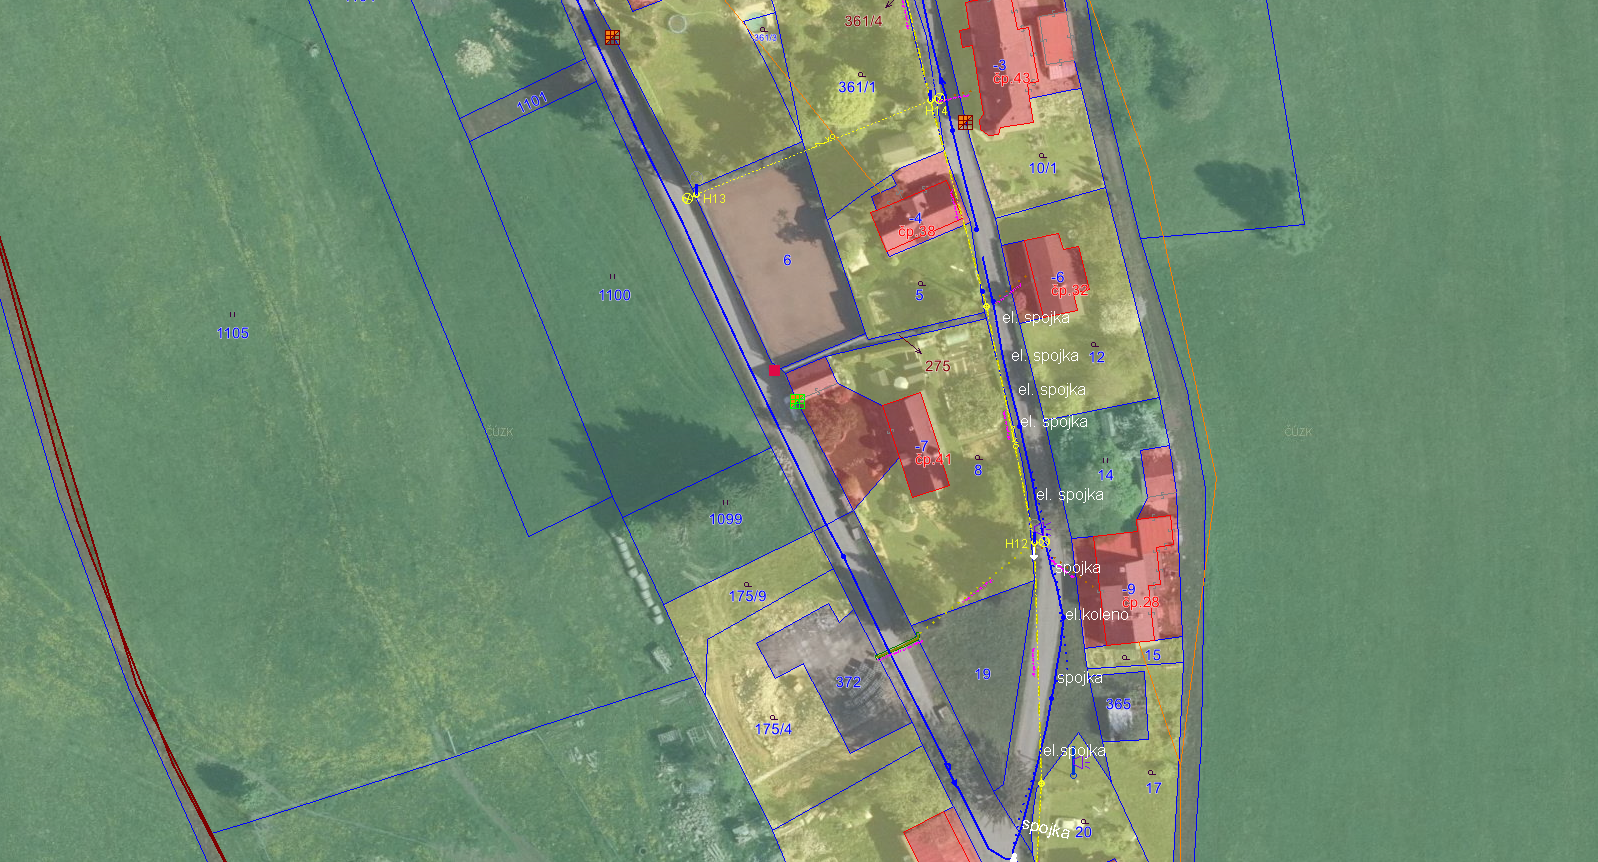 361/4
361/3
-3
čp.43
361/1
1101
H14
10/1
H13
-4
čp.38
6
-6
čp.32
1100
5
el. spojka
1105
el. spojka
12
275
el. spojka
el. spojka
ČÚZK
ČÚZK
-7
čp.41
8
14
el. spojka
1099
H12
spojka
175/9
-9
čp.28
el.koleno
15
19
spojka
372
365
175/4
el.spojka
17
spojka
20